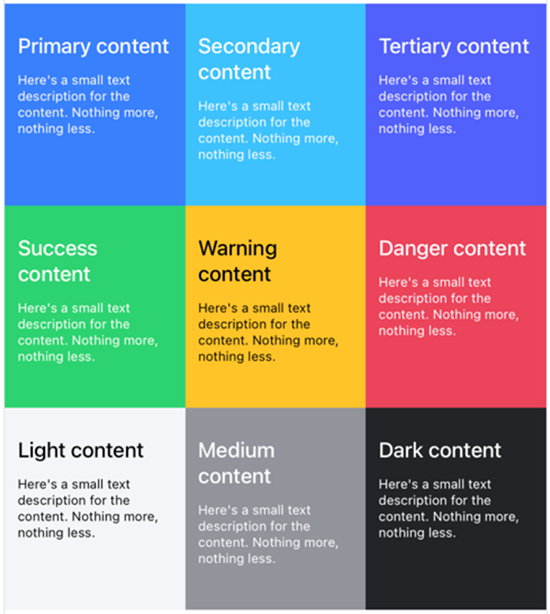 Primary content
Here's a small text
description for the
content. Nothing more,
nothing less.
Secondary
content
Here's a small text
description for the
content. Nothing more,
nothing less.
Tertiary content
Here's a small text
description for the
content. Nothing more,
nothing less.
Success
content
Here's a small text
description for the
content. Nothing more,
nothing less.
Warning
content
Here's a small text
description for the
content. Nothing more,
nothing less.
Danger content
Here's a small text
description for the
content. Nothing more,
nothing less.
Light content
Here's a small text
description for the
content. Nothing more,
nothing less.
Medium
content
Here's a small text
description for the
content. Nothing more,
nothing less.
Dark content
Here's a small text
description for the
content. Nothing more,
nothing less.